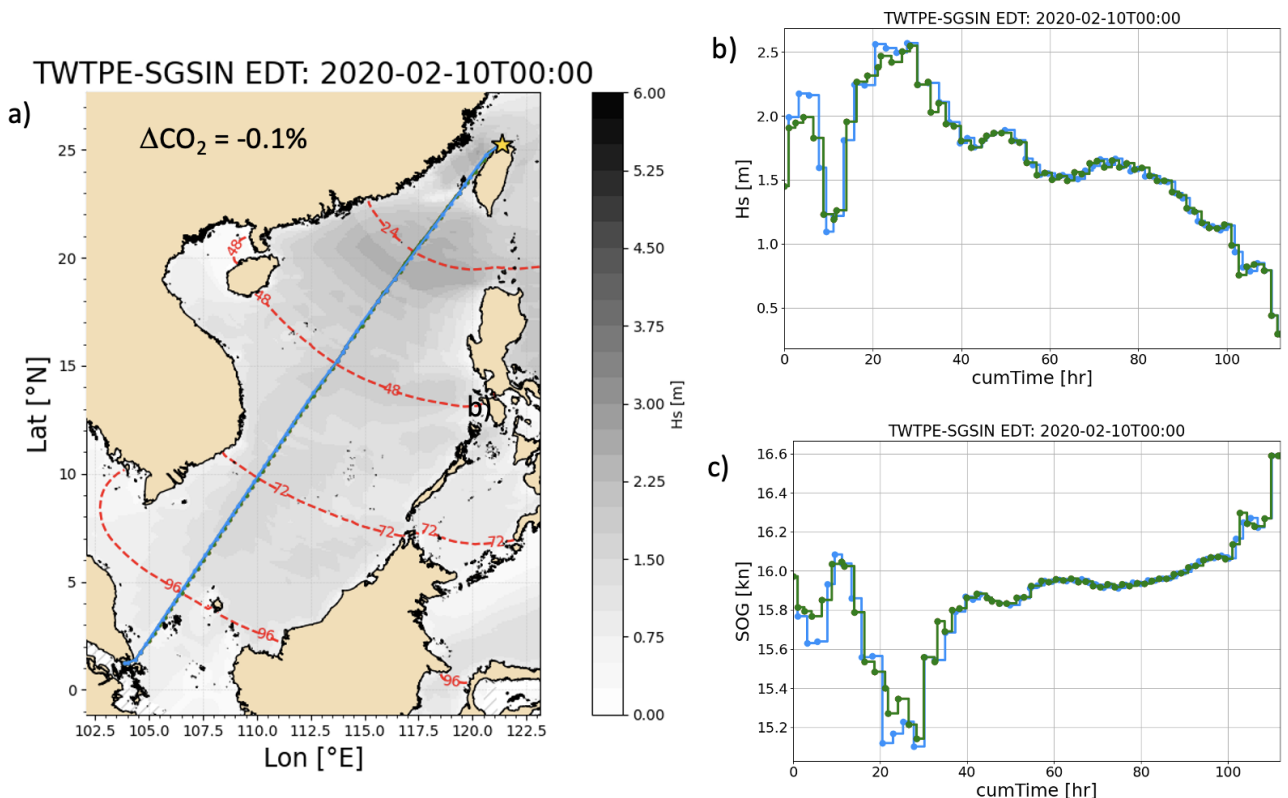 TWTPE-SGSIN EDT: 2020-02-10T00:00
a)
ΔCO₂ = -0.1%
25
20
15
10
5
0
Lat [°N]
102.5 105.0 107.5 110.0 112.5 115.0 117.5 120.0 122.5
Lon [°E]
24
48
48
48
72
72
72
72
96
96
96
b)
6.00
5.25
4.50
3.75
3.00
2.25
1.50
0.75
0.00
Hs [m]
b)
TWTPE-SGSIN EDT: 2020-02-10T00:00
2.5
2.0
1.5
1.0
0.5
Hs [m]
0 20 40 60 80 100
cumTime [hr]
c)
TWTPE-SGSIN EDT: 2020-02-10T00:00
16.6
16.4
16.2
16.0
15.8
15.6
15.4
15.2
SOG [kn]
0 20 40 60 80 100
cumTime [hr]